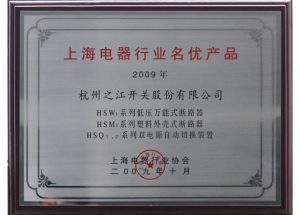 上海电器行业名优产品
2009年
杭州之江开关股份有限公司
HSW₁系列低压万能式断路器
HSM₁系列塑料外壳式断路器
HSQ₁.₂系列双电源自动切换装置
上海电器行业协会
二00九年十月